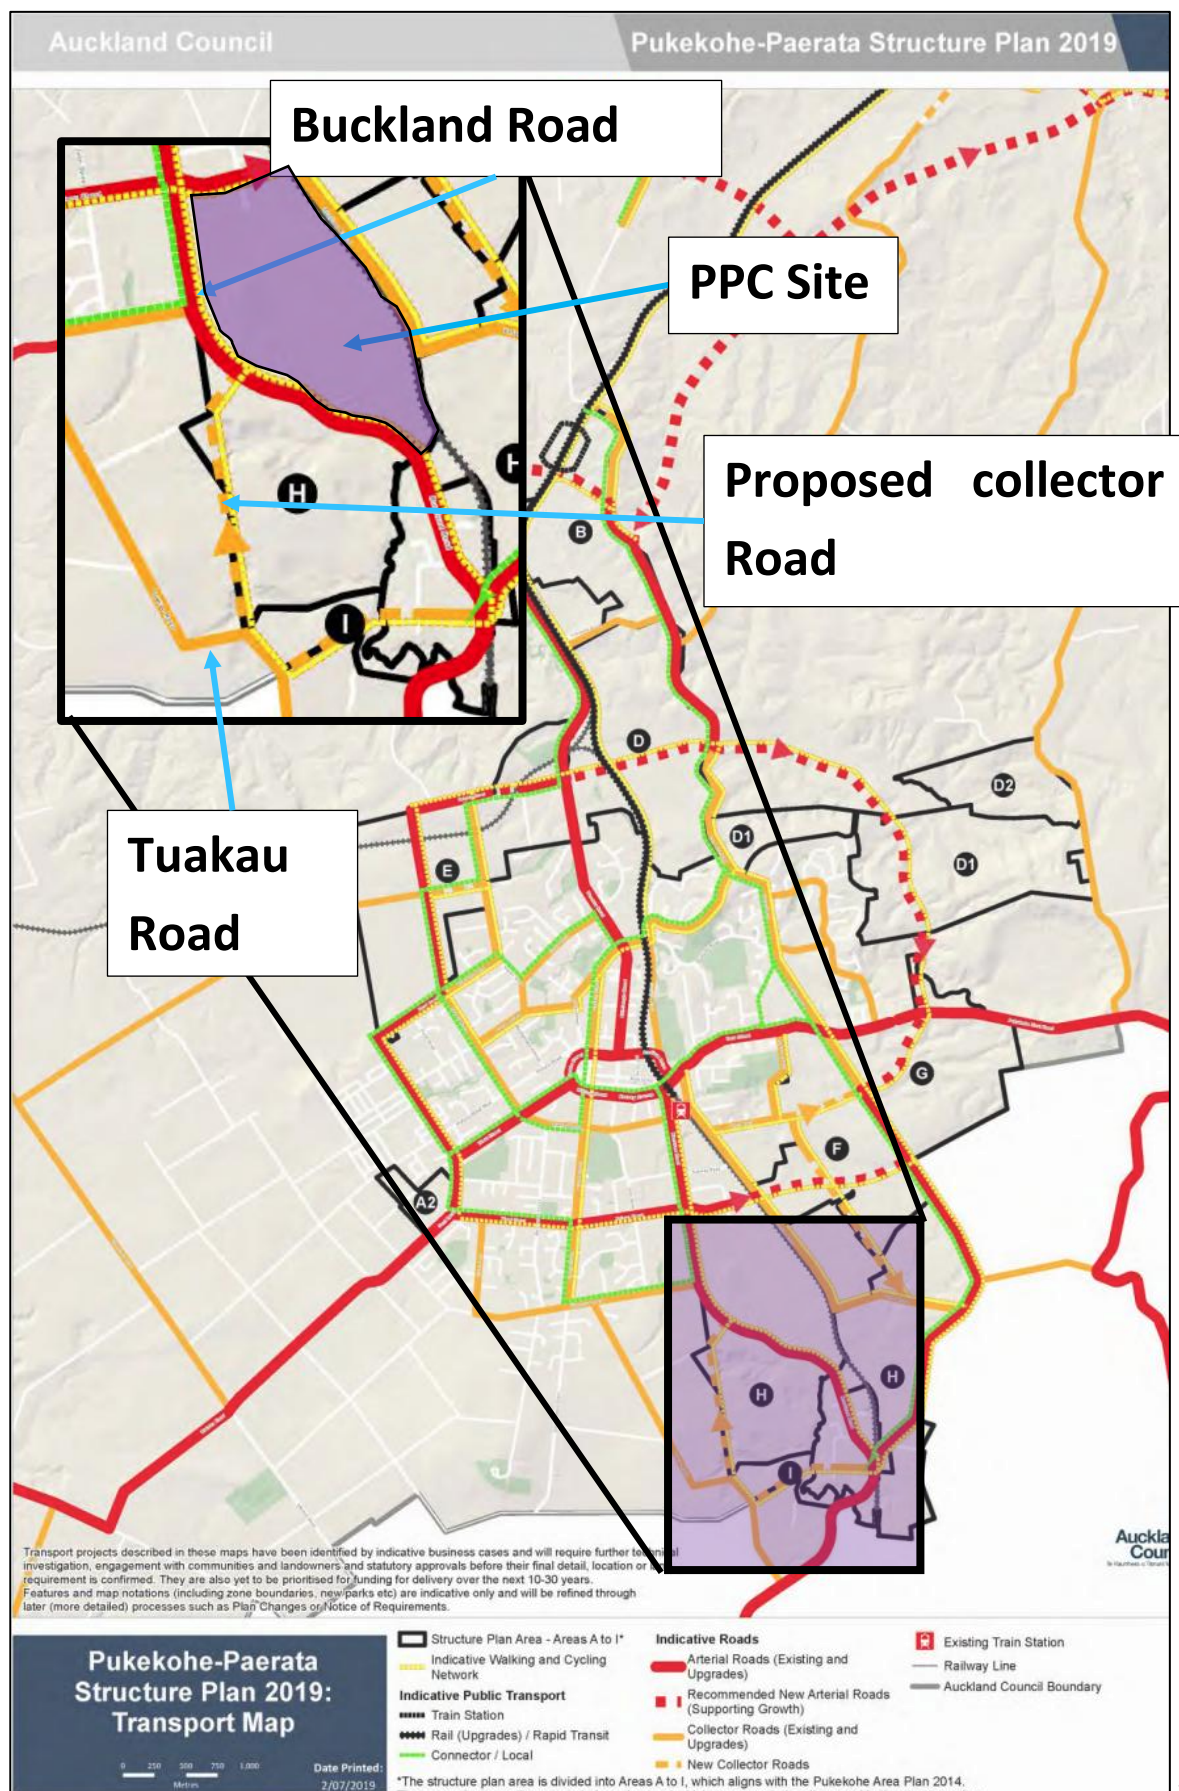 Auckland Council
Pukekohe-Paerata Structure Plan 2019
Buckland Road
PPC Site
Proposed collector
Road
H
H
I
B
Tuakau
Road
D
D2
D1
D1
E
G
F
A2
H
H
I
Transport projects described in these maps have been identified by indicative business cases and will require further technical
investigation, engagement with communities and landowners and statutory approvals before their final detail, location or
requirement is confirmed. They are also yet to be prioritised for funding for delivery over the next 10-30 years.
Features and map notations (including zone boundaries, new parks etc) are indicative only and will be refined through
later (more detailed) processes such as Plan Changes or Notice of Requirements.
Auckla
Cour
Pukekohe-Paerata
Structure Plan 2019:
Transport Map
0 250 500 750 1,000
Metres
Date Printed:
2/07/2019
Structure Plan Area - Areas A to I*
Indicative Walking and Cycling
Network
Indicative Public Transport
Train Station
Rail (Upgrades) / Rapid Transit
Connector / Local
Indicative Roads
Arterial Roads (Existing and
Upgrades)
Recommended New Arterial Roads
(Supporting Growth)
Collector Roads (Existing and
Upgrades)
New Collector Roads
Existing Train Station
Railway Line
Auckland Council Boundary
*The structure plan area is divided into Areas A to I, which aligns with the Pukekohe Area Plan 2014.